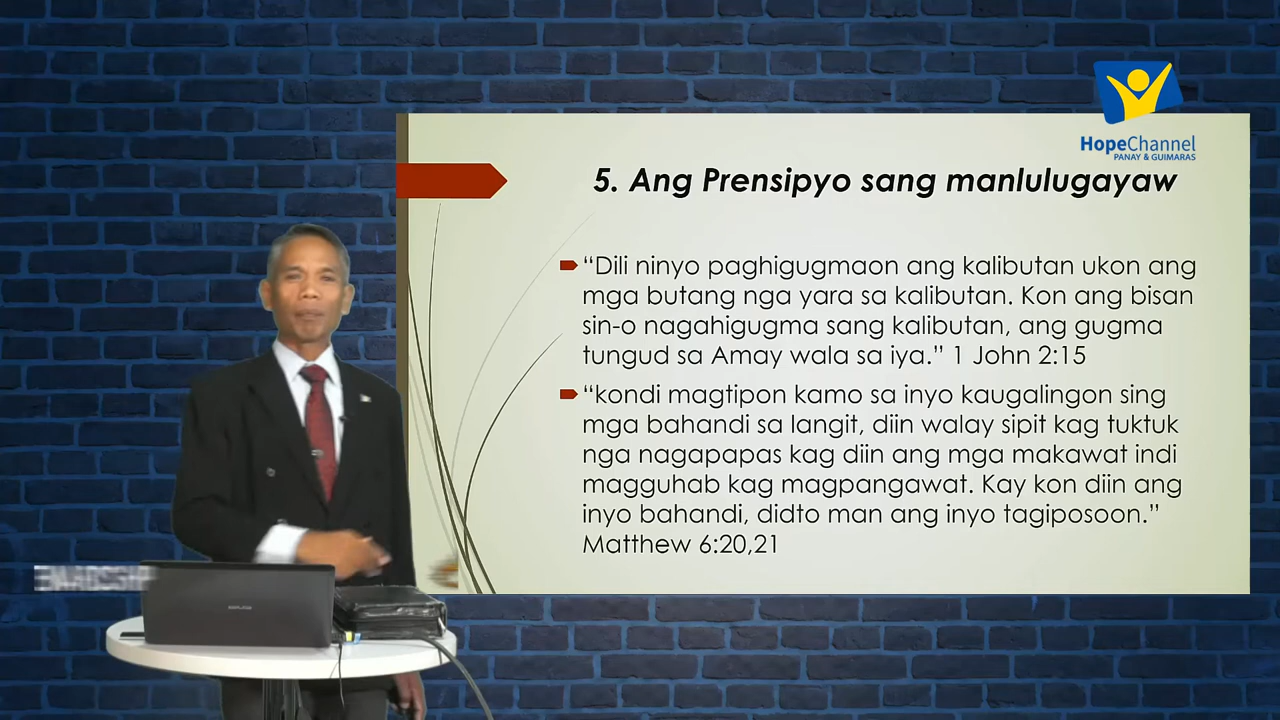 HopeChannel
PANAY & GUIMARAS
5. Ang Prensipyo sang manlulugayaw
“Dili ninyo paghigugmaon ang kalibutan ukon ang
mga butang nga yara sa kalibutan. Kon ang bisan
sin-o nagahigugma sang kalibutan, ang gugma
tungud sa Amay wala sa iya.” 1 John 2:15
“kondi magtipon kamo sa inyo kaugalingon sing
mga bahandi sa langit, diin walay sipit kag tuktuk
nga nagapapas kag diin ang mga makawat indi
magguhab kag magpangawat. Kay kon diin ang
inyo bahandi, didto man ang inyo tagiposoon.”
Matthew 6:20,21